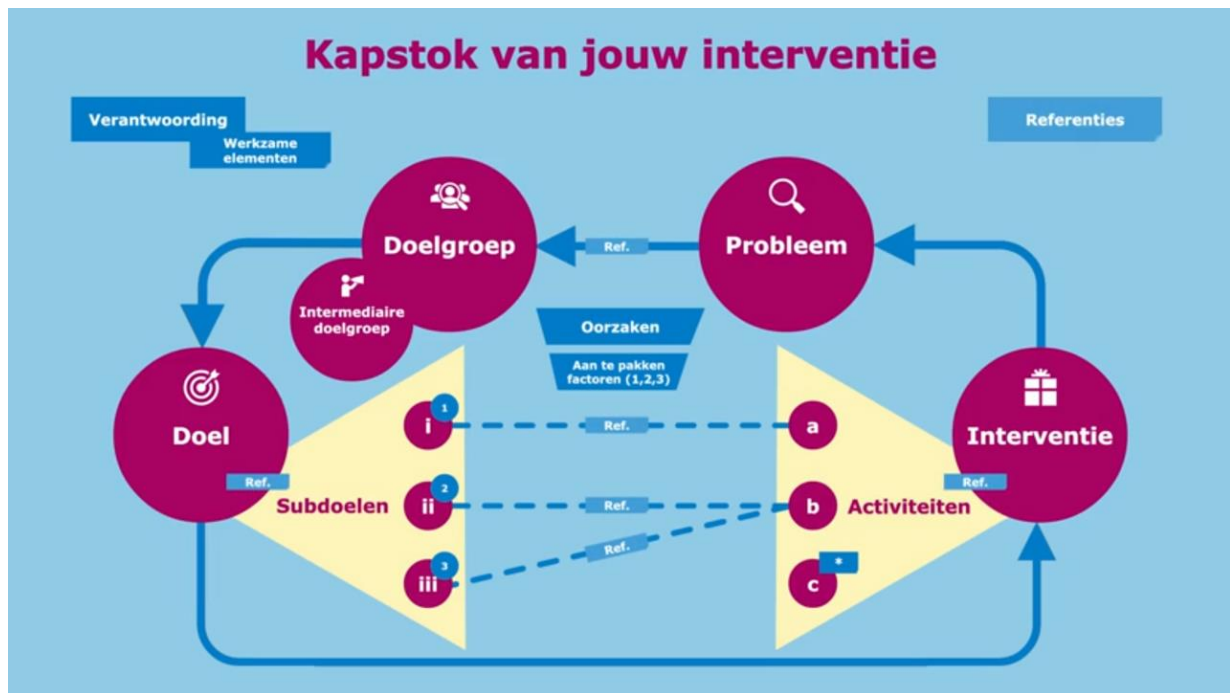 Kapstok van jouw interventie
Verantwoording
Werkzame
elementen
Referenties
Doelgroep
Ref.
Probleem
Intermediaire
doelgroep
Oorzaken
Aan te pakken
factoren (1,2,3)
Doel
Ref.
Subdoelen
i
1
ii
2
iii
3
Ref.
Ref.
Ref.
a
b
c
*
Activiteiten
Ref.
Interventie